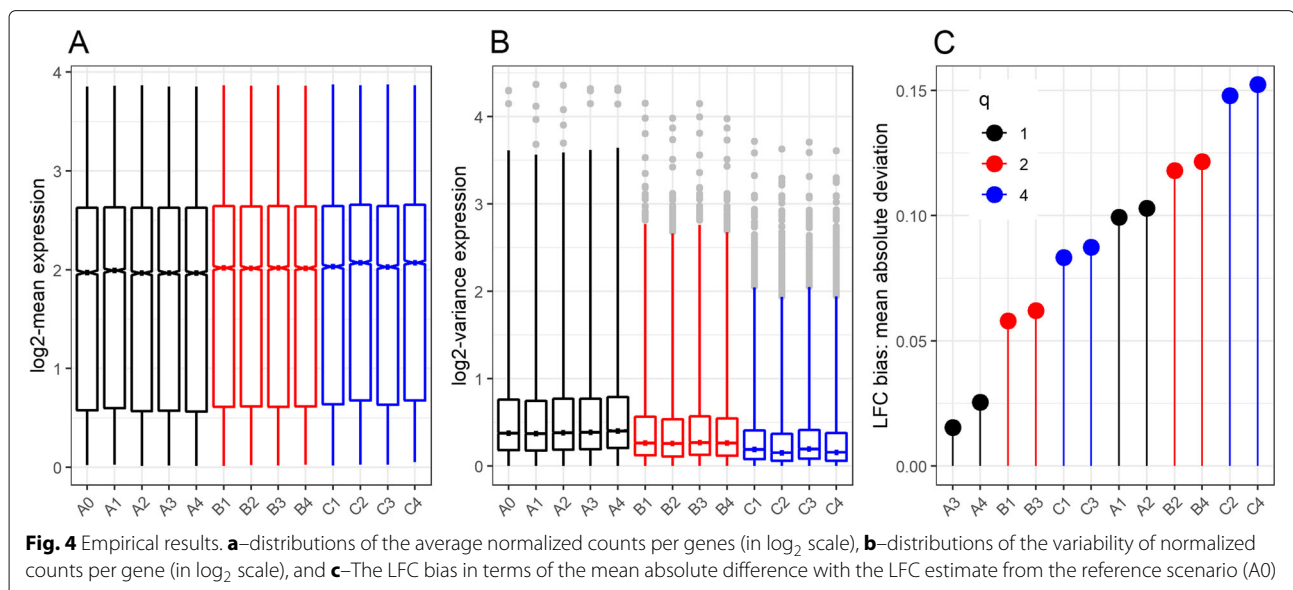 A
log2-mean expression
4
3
2
1
0
A0 A1 A2 A3 A4 B1 B2 B3 B4 C1 C2 C3 C4
B
log2-variance expression
4
3
2
1
0
A0 A1 A2 A3 A4 B1 B2 B3 B4 C1 C2 C3 C4
C
LFC bias: mean absolute deviation
0.15
0.10
0.05
0.00
q
1
2
4
A3 A4 B1 B3 C1 C3 A1 A2 B2 B4 C2 C4
Fig. 4 Empirical results. a–distributions of the average normalized counts per genes (in log2 scale), b–distributions of the variability of normalized
counts per gene (in log2 scale), and c–The LFC bias in terms of the mean absolute difference with the LFC estimate from the reference scenario (A0)